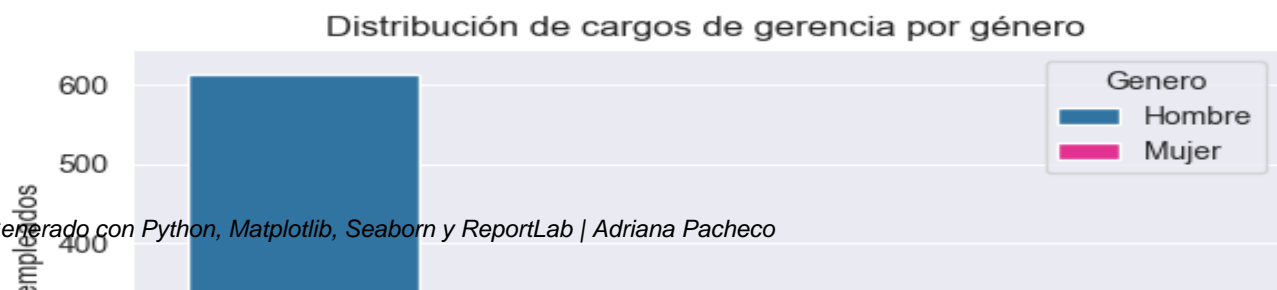 Distribución de cargos de gerencia por género
600
Genero
Hombre
Mujer
500
empleados
enerado con Python, Matplotlib, Seaborn y ReportLab | Adriana Pacheco
400